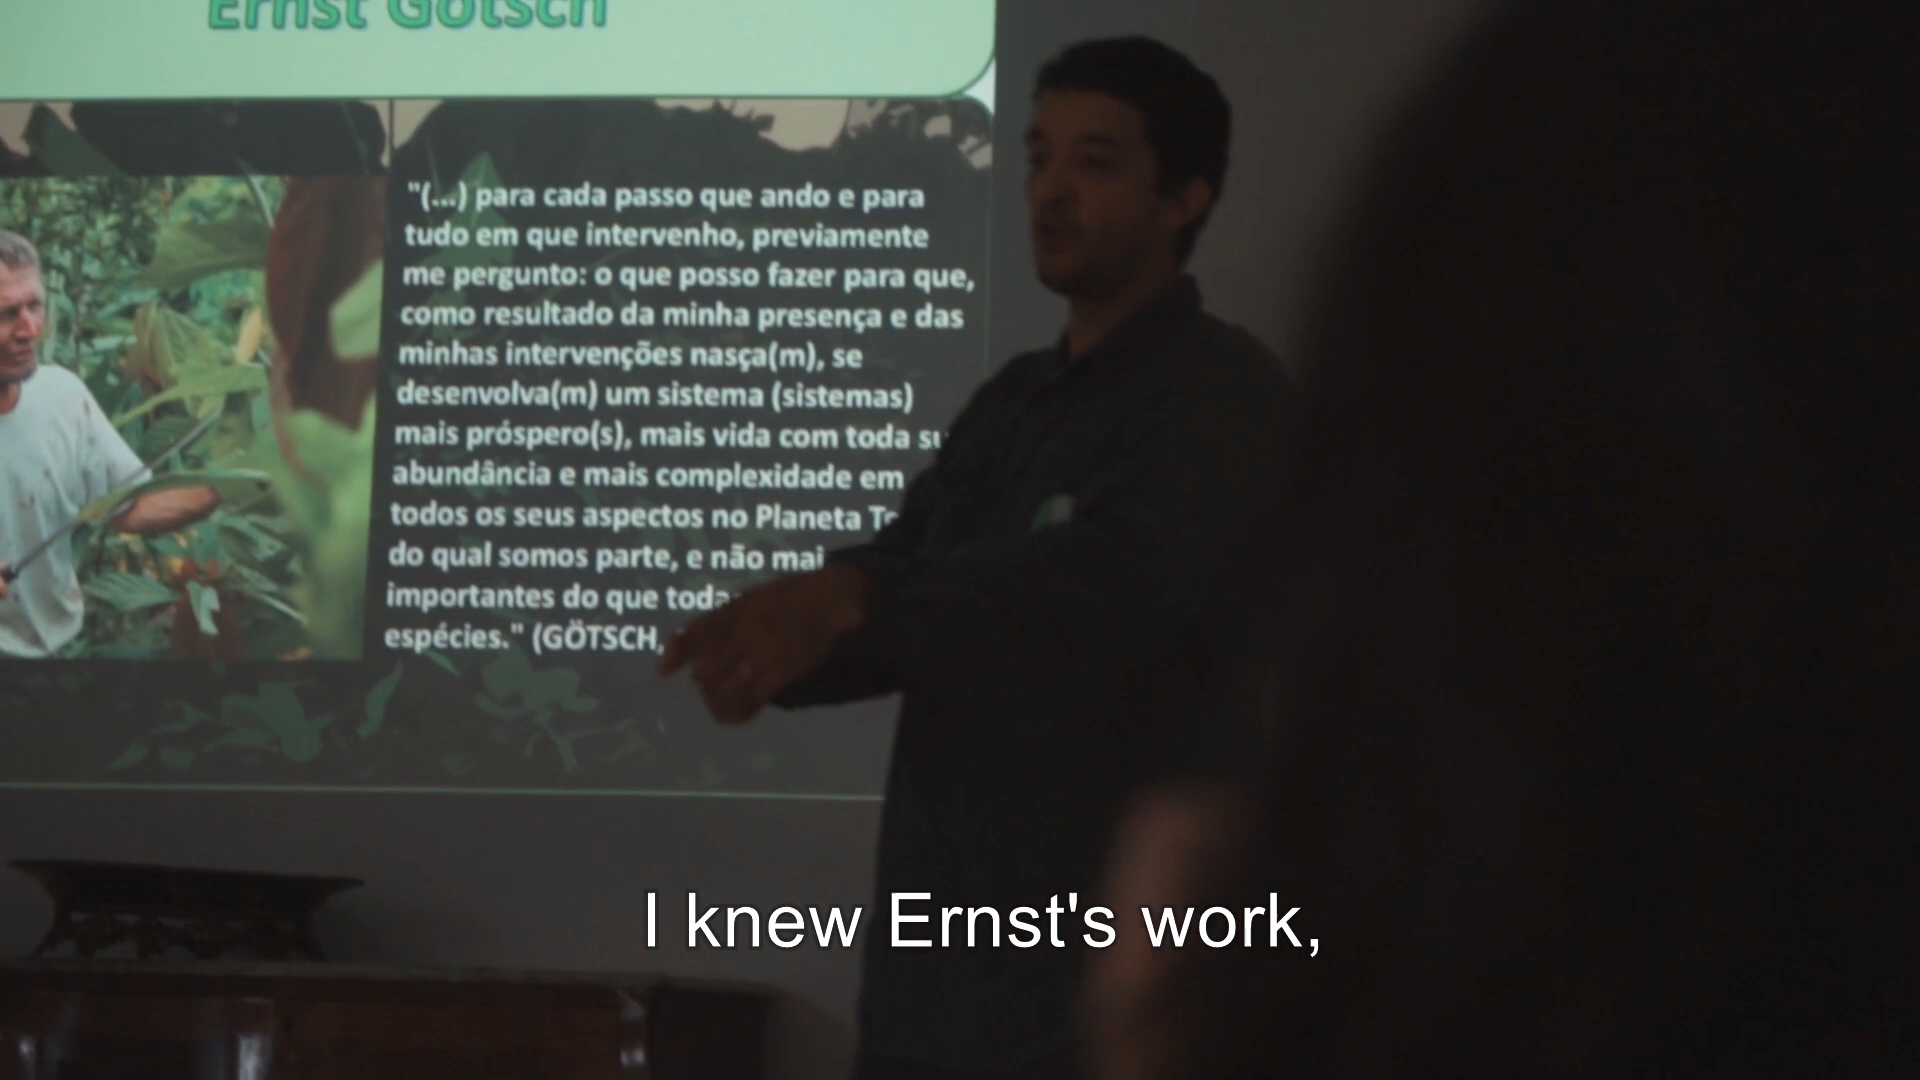 Ernst Götsch
"(...) para cada passo que ando e para
tudo em que intervenho, previamente
me pergunto: o que posso fazer para que,
como resultado da minha presença e das
minhas intervenções nasça(m), se
desenvolva(m) um sistema (sistemas)
mais próspero(s), mais vida com toda
abundância e mais complexidade em
todos os seus aspectos no Planeta
do qual somos parte, e não
importantes do que
espécies." (GÖTSCH,
I knew Ernst's work,